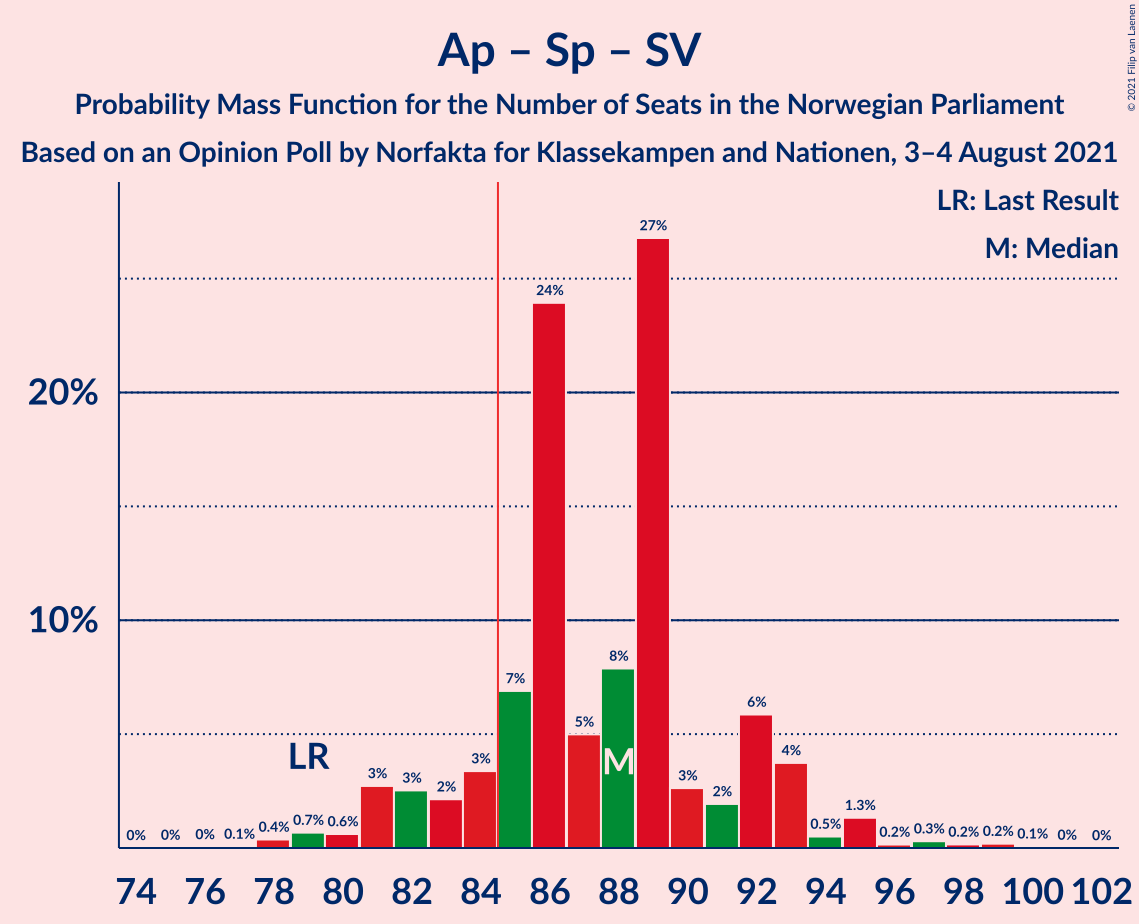 Ap – Sp – SV
Probability Mass Function for the Number of Seats in the Norwegian Parliament
Based on an Opinion Poll by Norfakta for Klassekampen and Nationen, 3–4 August 2021
© 2021 Filip van Laenen
LR: Last Result
M: Median
20%
10%
LR
M
0% 0% 0% 0.1% 0.4% 0.7% 0.6% 3% 3% 2% 3% 7% 24% 5% 8% 27% 3% 2% 6% 4% 0.5% 1.3% 0.2% 0.3% 0.2% 0.2% 0.1% 0% 0%
74 76 78 80 82 84 86 88 90 92 94 96 98 100 102